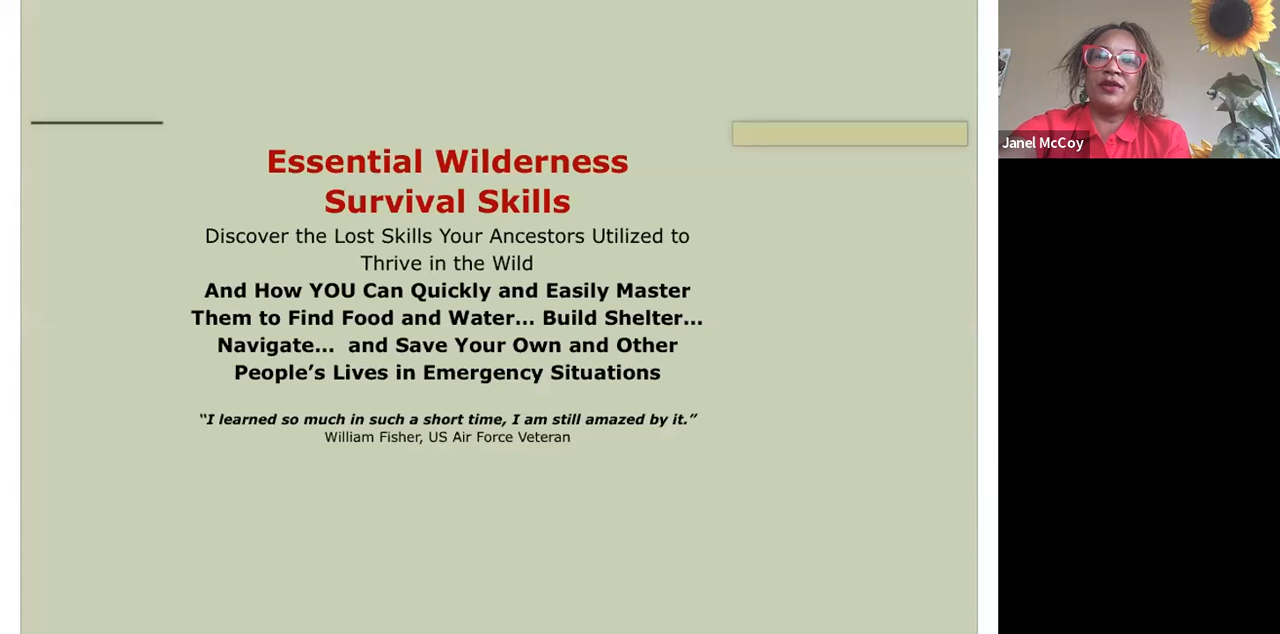 Essential Wilderness
Survival Skills
Discover the Lost Skills Your Ancestors Utilized to
Thrive in the Wild
And How YOU Can Quickly and Easily Master
Them to Find Food and Water... Build Shelter...
Navigate...  and Save Your Own and Other
People’s Lives in Emergency Situations
“I learned so much in such a short time, I am still amazed by it.”
William Fisher, US Air Force Veteran
Janel McCoy